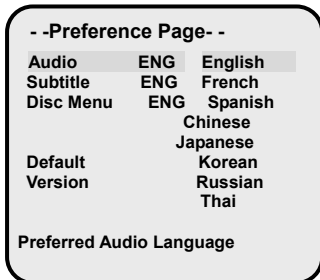 - -Preference Page- -
Audio ENG English
Subtitle ENG French
Disc Menu ENG Spanish
Chinese
Japanese
Default Korean
Version Russian
Thai
Preferred Audio Language